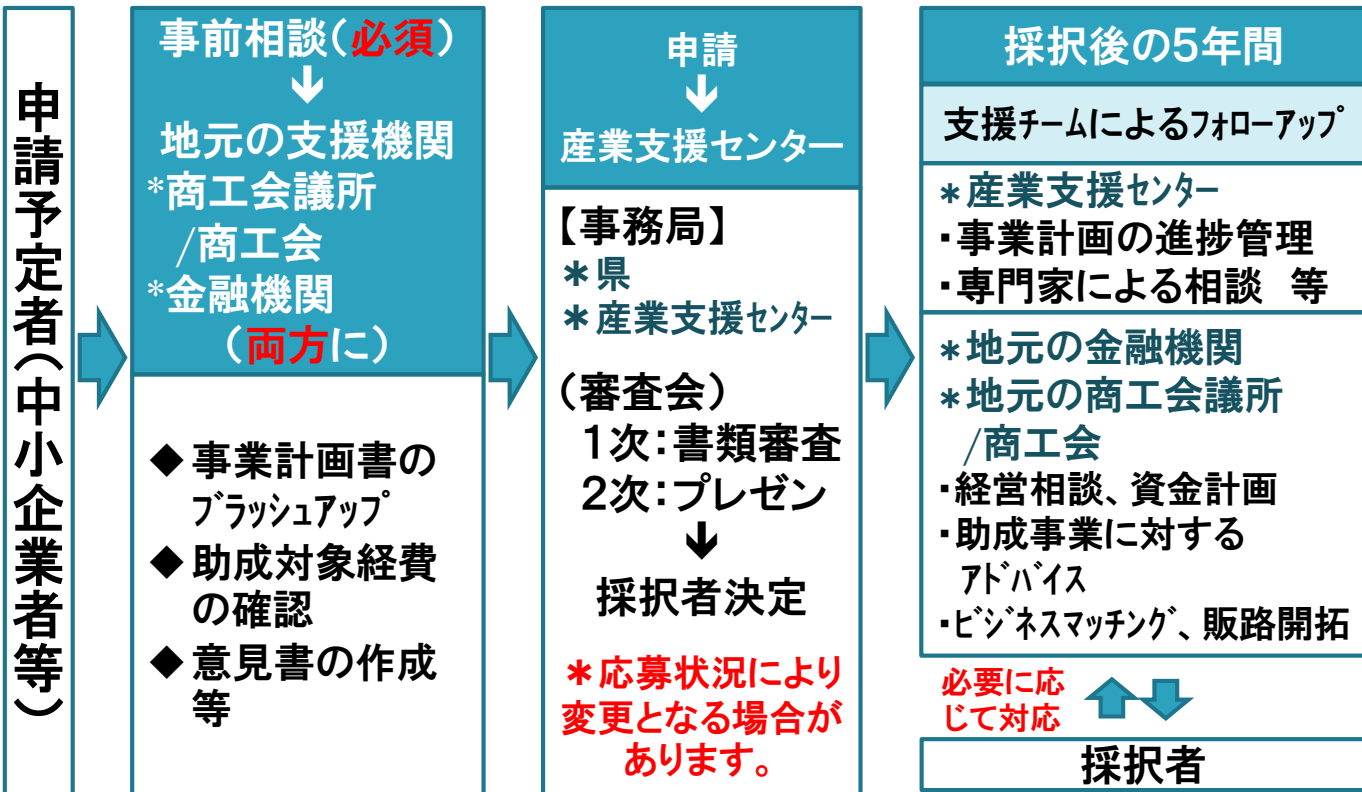 申請予定者(中小企業者等)
事前相談(必須)
↓
地元の支援機関
*商工会議所
/商工会
*金融機関
(両方に)
◆事業計画書の
ブラッシュアップ
◆助成対象経費
の確認
◆意見書の作成
等
申請
↓
産業支援センター
【事務局】
*県
*産業支援センター
(審査会)
1次:書類審査
2次:プレゼン
↓
採択者決定
*応募状況により
変更となる場合が
あります。
採択後の5年間
支援チームによるフォローアップ
*産業支援センター
・事業計画の進捗管理
・専門家による相談 等
*地元の金融機関
*地元の商工会議所
/商工会
・経営相談、資金計画
・助成事業に対する
アドバイス
・ビジネスマッチング、販路開拓
必要に応
じて対応
採択者